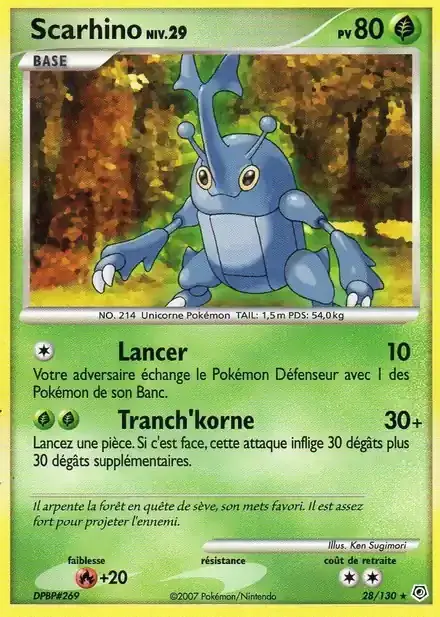 Scarhino NIV.29
PV 80
BASE
NO. 214 Unicorne Pokémon TAIL: 1,5m PDS: 54,0kg
Lancer 10
Votre adversaire échange le Pokémon Défenseur avec 1 des
Pokémon de son Banc.
Tranch'korne 30+
Lancez une pièce. Si c'est face, cette attaque inflige 30 dégâts plus
30 dégâts supplémentaires.
Il arpente la forêt en quête de sève, son mets favori. Il est assez
fort pour projeter l'ennemi.
Illus. Ken Sugimori
faiblesse résistance coût de retraite
+20
DPBP#269 ©2007 Pokémon/Nintendo 28/130 ★